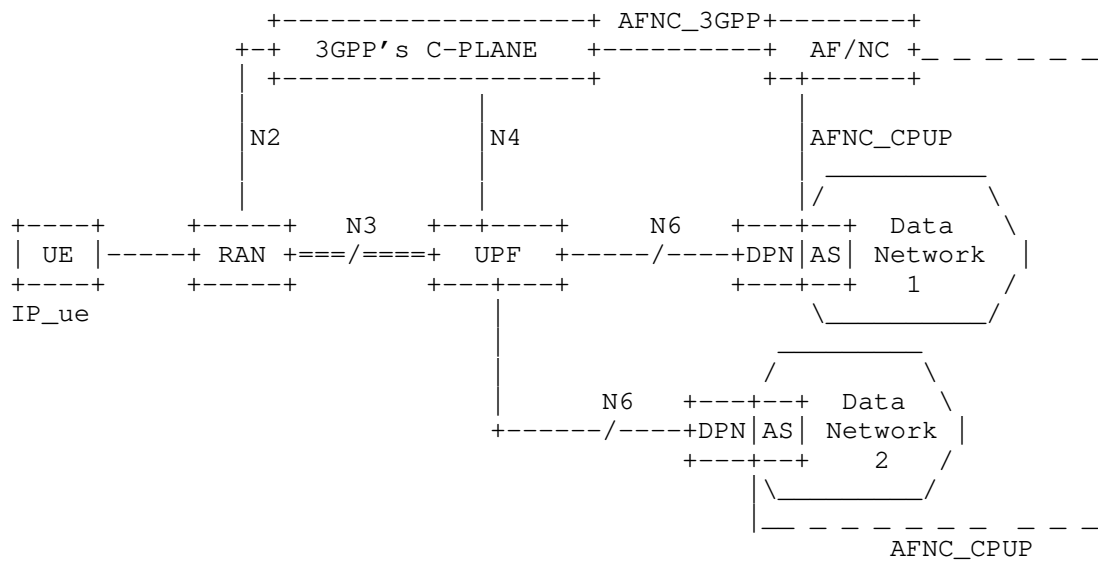 AFNC_3GPP
3GPP's C-PLANE AF/NC
N2 N4 AFNC_CPUP
N3 N6 Data
UE RAN UPF DPN AS Network
1
IP_ue
N6 Data
DPN AS Network
2
AFNC_CPUP